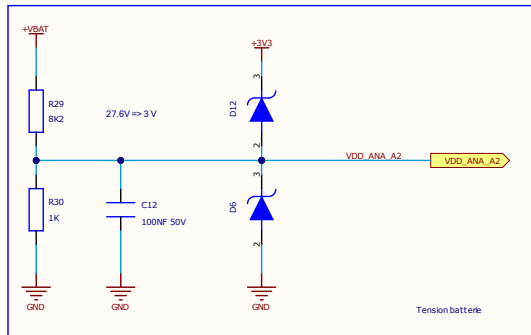 +VBAT
+3V3
R29
8K2
27.6V => 3 V
D12
3
2
VDD_ANA_A2
VDD_ANA_A2
R30
1K
C12
100NF 50V
D6
3
2
GND
GND
GND
Tension batterie